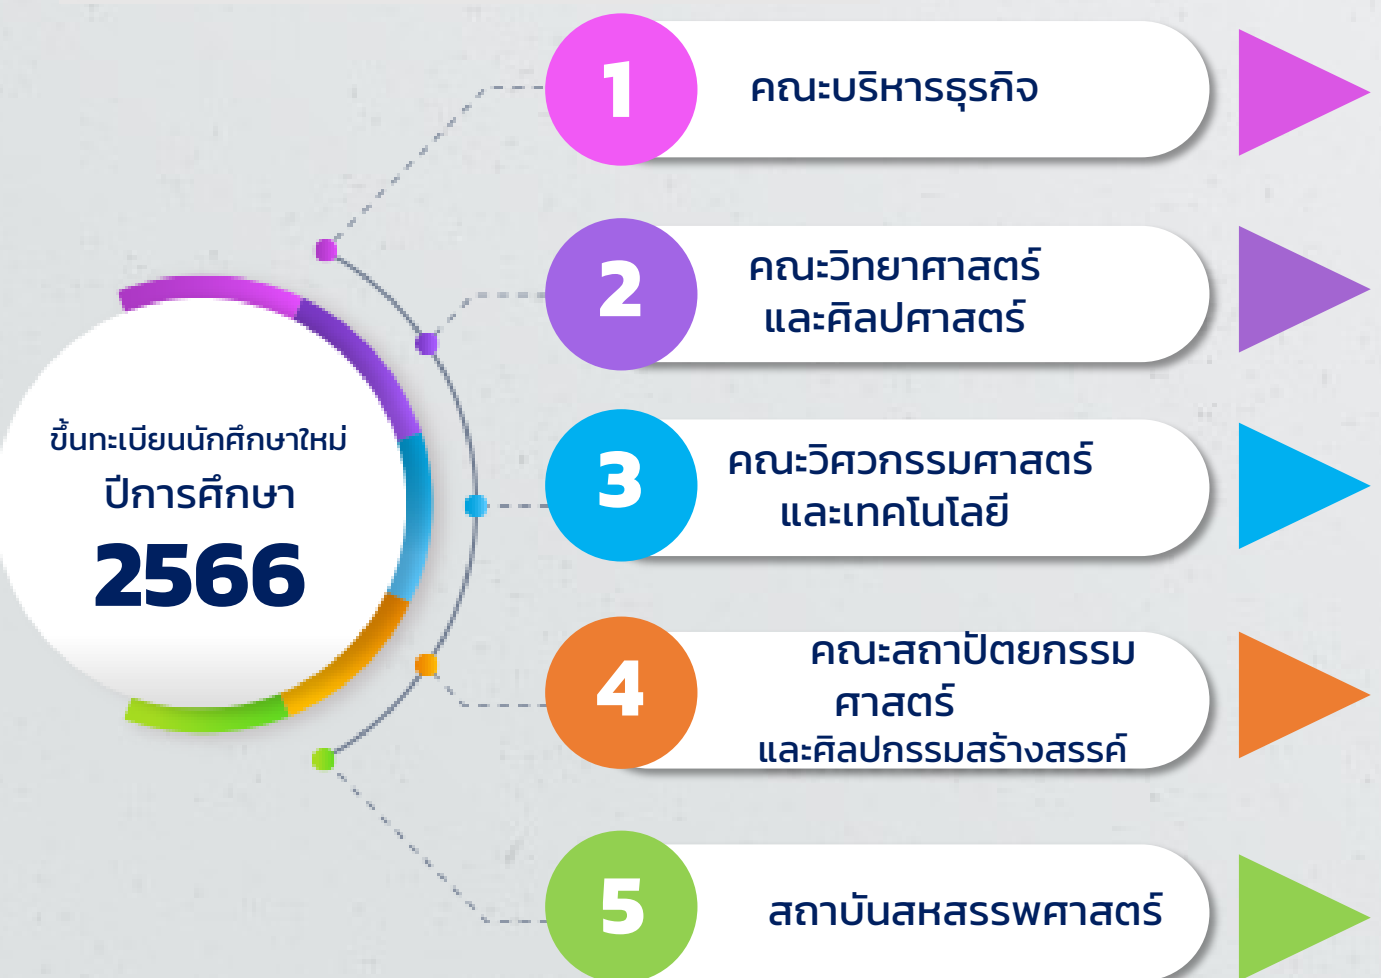 ขึ้นทะเบียนนักศึกษาใหม่
ปีการศึกษา
2566
1
คณะบริหารธุรกิจ
2
คณะวิทยาศาสตร์
และศิลปศาสตร์
3
คณะวิศวกรรมศาสตร์
และเทคโนโลยี
4
คณะสถาปัตยกรรม
ศาสตร์
และศิลปกรรมสร้างสรรค์
5
สถาบันสหสรรพศาสตร์